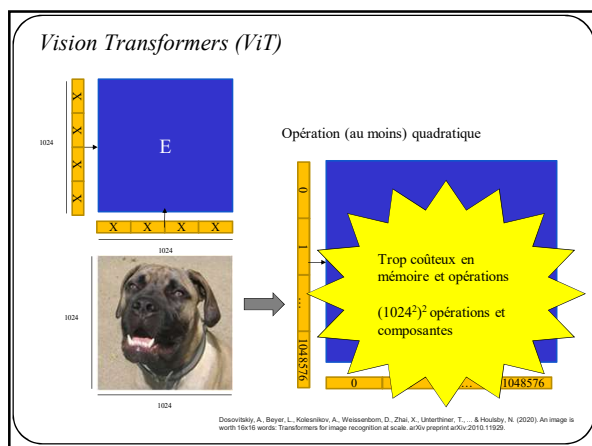 Vision Transformers (ViT)
1024
X
X
X
X
E
X X X X
1024
1024
1024
Opération (au moins) quadratique
0
1
…
1048576
Trop coûteux en
mémoire et opérations
(1024²)² opérations et
composantes
0 … 1048576
Dosovitskiy, A., Beyer, L., Kolesnikov, A., Weissenborn, D., Zhai, X., Unterthiner, T., ... & Houlsby, N. (2020). An image is
worth 16x16 words: Transformers for image recognition at scale. arXiv preprint arXiv:2010.11929.